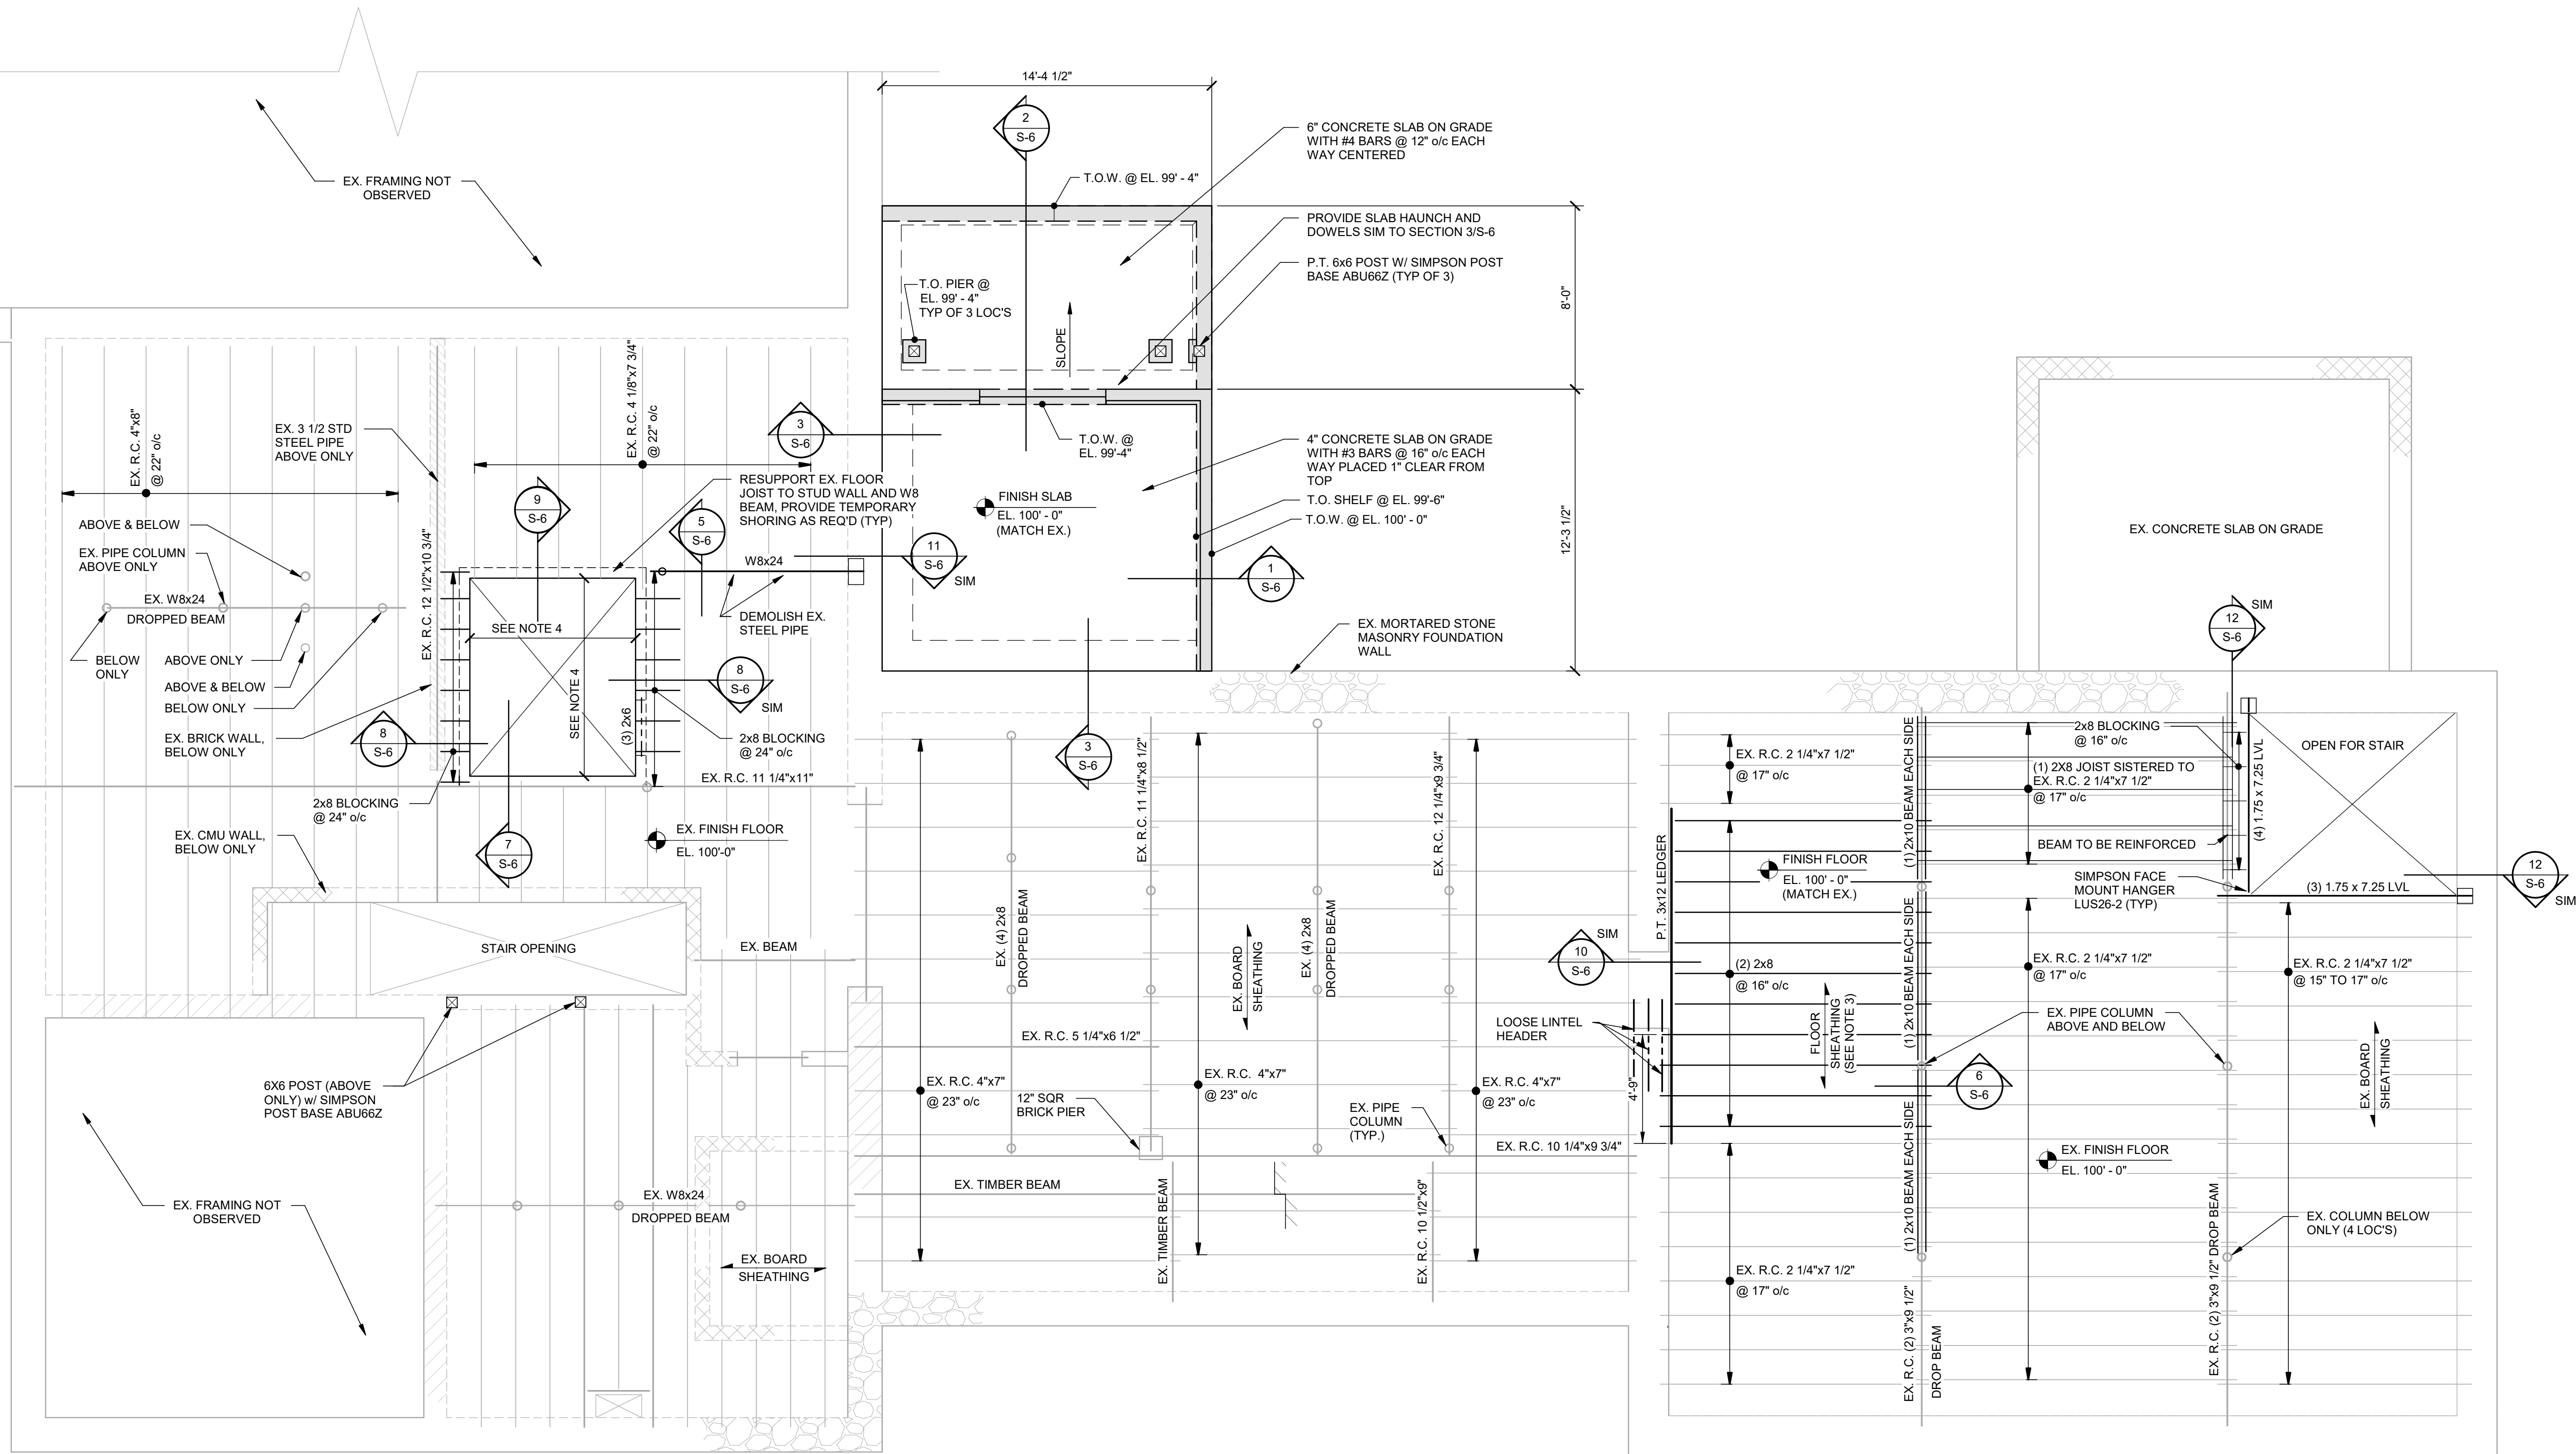 14'-4 1/2"
2
S-6
6" CONCRETE SLAB ON GRADE
WITH #4 BARS @ 12" o/c EACH
WAY CENTERED
EX. FRAMING NOT
OBSERVED
T.O.W. @ EL. 99' - 4"
PROVIDE SLAB HAUNCH AND
DOWELS SIM TO SECTION 3/S-6
P.T. 6x6 POST W/ SIMPSON POST
BASE ABU66Z (TYP OF 3)
T.O. PIER @
EL. 99' - 4"
TYP OF 3 LOC'S
SLOPE
8'-0"
EX. R.C. 4"x8"
@ 22" o/c
EX. 3 1/2 STD
STEEL PIPE
ABOVE ONLY
EX. R.C. 4 1/8"x7 3/4"
@ 22" o/c
3
S-6
T.O.W. @
EL. 99'-4"
4" CONCRETE SLAB ON GRADE
WITH #3 BARS @ 16" o/c EACH
WAY PLACED 1" CLEAR FROM
TOP
RESUPPORT EX. FLOOR
JOIST TO STUD WALL AND W8
BEAM, PROVIDE TEMPORARY
SHORING AS REQ'D (TYP)
FINISH SLAB
EL. 100' - 0"
(MATCH EX.)
T.O. SHELF @ EL. 99'-6"
T.O.W. @ EL. 100' - 0"
12'-3 1/2"
EX. CONCRETE SLAB ON GRADE
9
S-6
5
S-6
ABOVE & BELOW
EX. PIPE COLUMN
ABOVE ONLY
EX. R.C. 12 1/2"x10 3/4"
W8x24
11
S-6
SIM
1
S-6
EX. W8x24
DROPPED BEAM
SEE NOTE 4
SEE NOTE 4
DEMOLISH EX.
STEEL PIPE
EX. MORTARED STONE
MASONRY FOUNDATION
WALL
12
S-6
SIM
BELOW
ONLY
ABOVE ONLY
ABOVE & BELOW
BELOW ONLY
8
S-6
SIM
(3) 2x6
EX. BRICK WALL,
BELOW ONLY
8
S-6
2x8 BLOCKING
@ 24" o/c
3
S-6
EX. R.C. 11 1/4"x11"
2x8 BLOCKING
@ 24" o/c
EX. R.C. 11 1/4"x8 1/2"
EX. R.C. 12 1/4"x9 3/4"
EX. R.C. 2 1/4"x7 1/2"
@ 17" o/c
(1) 2x10 BEAM EACH SIDE
2x8 BLOCKING
@ 16" o/c
(1) 2X8 JOIST SISTERED TO
EX. R.C. 2 1/4"x7 1/2"
@ 17" o/c
(4) 1.75 x 7.25 LVL
OPEN FOR STAIR
EX. CMU WALL,
BELOW ONLY
7
S-6
EX. FINISH FLOOR
EL. 100'-0"
BEAM TO BE REINFORCED
P.T. 3x12 LEDGER
FINISH FLOOR
EL. 100' - 0"
(MATCH EX.)
SIMPSON FACE
MOUNT HANGER
LUS26-2 (TYP)
(3) 1.75 x 7.25 LVL
12
S-6
SIM
STAIR OPENING
EX. BEAM
EX. (4) 2x8
DROPPED BEAM
EX. BOARD
SHEATHING
EX. (4) 2x8
DROPPED BEAM
10
S-6
SIM
(2) 2x8
@ 16" o/c
(1) 2x10 BEAM EACH SIDE
EX. R.C. 2 1/4"x7 1/2"
@ 17" o/c
EX. R.C. 2 1/4"x7 1/2"
@ 15" TO 17" o/c
EX. R.C. 5 1/4"x6 1/2"
LOOSE LINTEL
HEADER
FLOOR
SHEATHING
(SEE NOTE 3)
EX. PIPE COLUMN
ABOVE AND BELOW
6X6 POST (ABOVE
ONLY) w/ SIMPSON
POST BASE ABU66Z
EX. R.C. 4"x7"
@ 23" o/c
12" SQR
BRICK PIER
EX. R.C. 4"x7"
@ 23" o/c
EX. PIPE
COLUMN
(TYP.)
EX. R.C. 4"x7"
@ 23" o/c
4'-9"
6
S-6
EX. BOARD
SHEATHING
EX. R.C. 10 1/4"x9 3/4"
(1) 2x10 BEAM EACH SIDE
EX. FINISH FLOOR
EL. 100' - 0"
EX. FRAMING NOT
OBSERVED
EX. W8x24
DROPPED BEAM
EX. TIMBER BEAM
EX. TIMBER BEAM
EX. R.C. 10 1/2"x9"
EX. R.C. (2) 3"x9 1/2" DROP BEAM
EX. COLUMN BELOW
ONLY (4 LOC'S)
EX. BOARD
SHEATHING
EX. R.C. 2 1/4"x7 1/2"
@ 17" o/c
EX. R.C. (2) 3"x9 1/2"
DROP BEAM